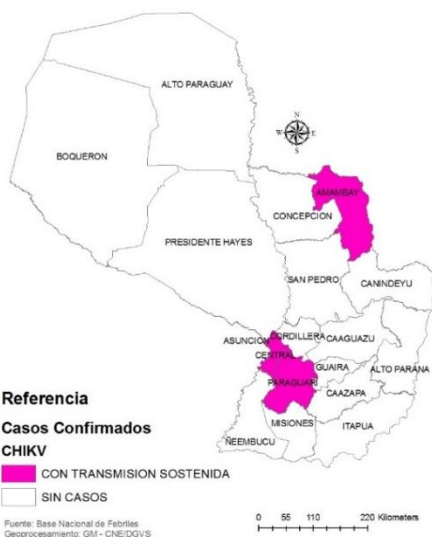 ALTO PARAGUAY
BOQUERON
N
W E
S
AMAMBAY
CONCEPCION
PRESIDENTE HAYES
SAN PEDRO
CANINDEYU
ASUNCION
CORDILLERA
CAAGUAZU
CENTRAL
GUAIRA
ALTO PARANA
PARAGUARI
CAAZAPA
MISIONES
ITAPUA
ÑEEMBUCU
Referencia
Casos Confirmados
CHIKV
CON TRANSMISION SOSTENIDA
SIN CASOS
Fuente: Base Nacional de Febriles
Geoprocesamiento: GM - CNE/DGVS
0 55 110 220 Kilometers